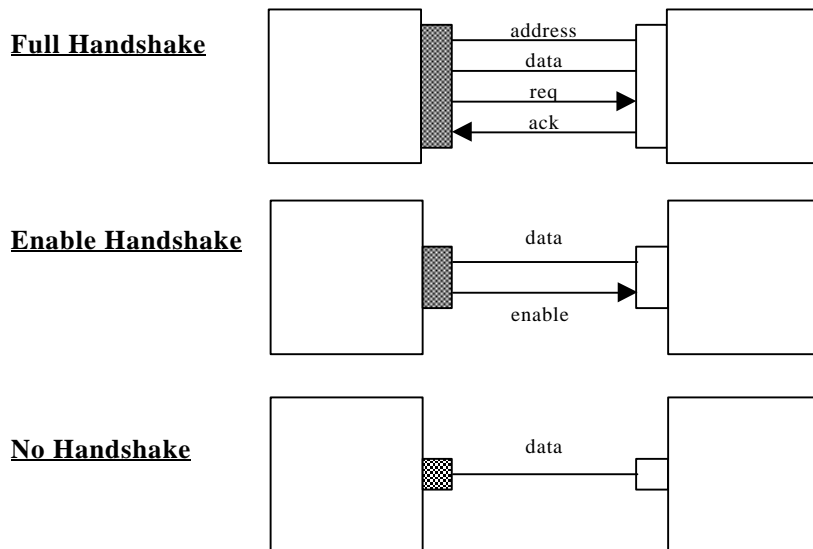 Full Handshake
address
data
req
ack
Enable Handshake
data
enable
No Handshake
data